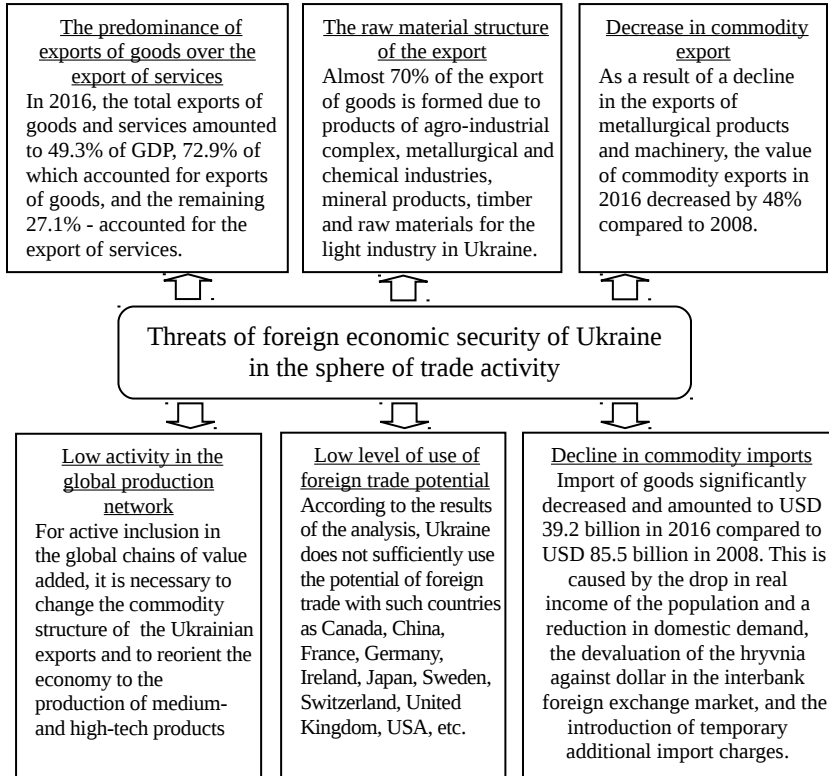 The predominance of
exports of goods over the
export of services
In 2016, the total exports of
goods and services amounted
to 49.3% of GDP, 72.9% of
which accounted for exports
of goods, and the remaining
27.1% - accounted for the
export of services.
The raw material structure
of the export
Almost 70% of the export
of goods is formed due to
products of agro-industrial
complex, metallurgical and
chemical industries,
mineral products, timber
and raw materials for the
light industry in Ukraine.
Decrease in commodity
export
As a result of a decline
in the exports of
metallurgical products
and machinery, the value
of commodity exports in
2016 decreased by 48%
compared to 2008.
Threats of foreign economic security of Ukraine
in the sphere of trade activity
Low activity in the
global production
network
For active inclusion in
the global chains of value
added, it is necessary to
change the commodity
structure of the Ukrainian
exports and to reorient the
economy to the
production of medium-
and high-tech products
Low level of use of
foreign trade potential
According to the results
of the analysis, Ukraine
does not sufficiently use
the potential of foreign
trade with such countries
as Canada, China,
France, Germany,
Ireland, Japan, Sweden,
Switzerland, United
Kingdom, USA, etc.
Decline in commodity imports
Import of goods significantly
decreased and amounted to USD
39.2 billion in 2016 compared to
USD 85.5 billion in 2008. This is
caused by the drop in real
income of the population and a
reduction in domestic demand,
the devaluation of the hryvnia
against dollar in the interbank
foreign exchange market, and the
introduction of temporary
additional import charges.